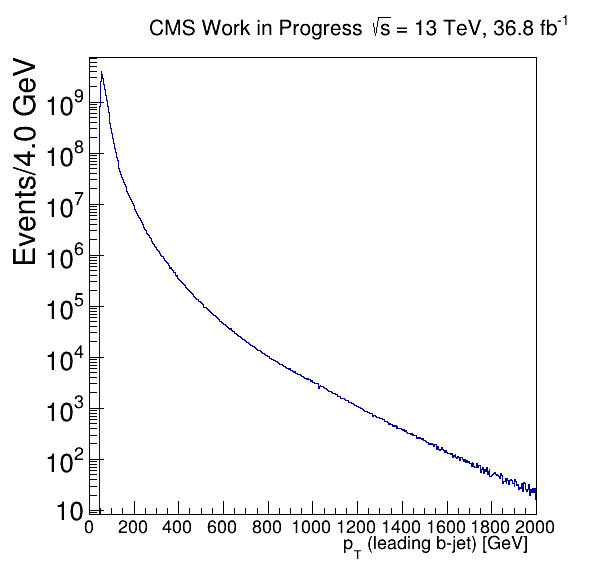 CMS Work in Progress √s = 13 TeV, 36.8 fb⁻¹
Events/4.0 GeV
10⁹
10⁸
10⁷
10⁶
10⁵
10⁴
10³
10²
10
0 200 400 600 800 1000 1200 1400 1600 1800 2000
p_T (leading b-jet) [GeV]